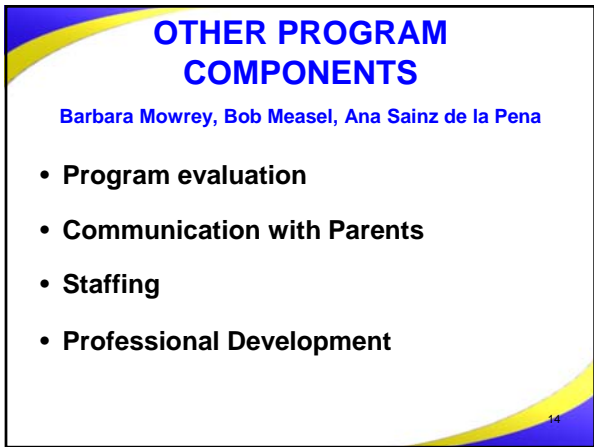 OTHER PROGRAM
COMPONENTS
Barbara Mowrey, Bob Measel, Ana Sainz de la Pena
• Program evaluation
• Communication with Parents
• Staffing
• Professional Development
14